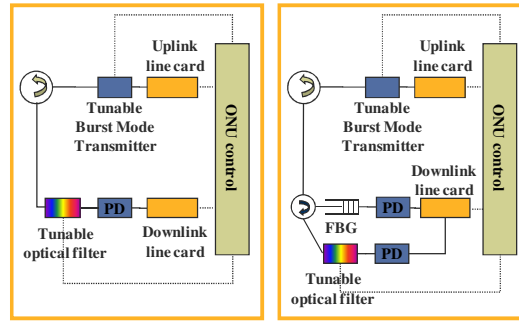 Uplink
line card
Tunable
Burst Mode
Transmitter
ONU control
PD
Downlink
line card
Tunable
optical filter
Uplink
line card
Tunable
Burst Mode
Transmitter
ONU control
Downlink
line card
PD
FBG
PD
Tunable
optical filter